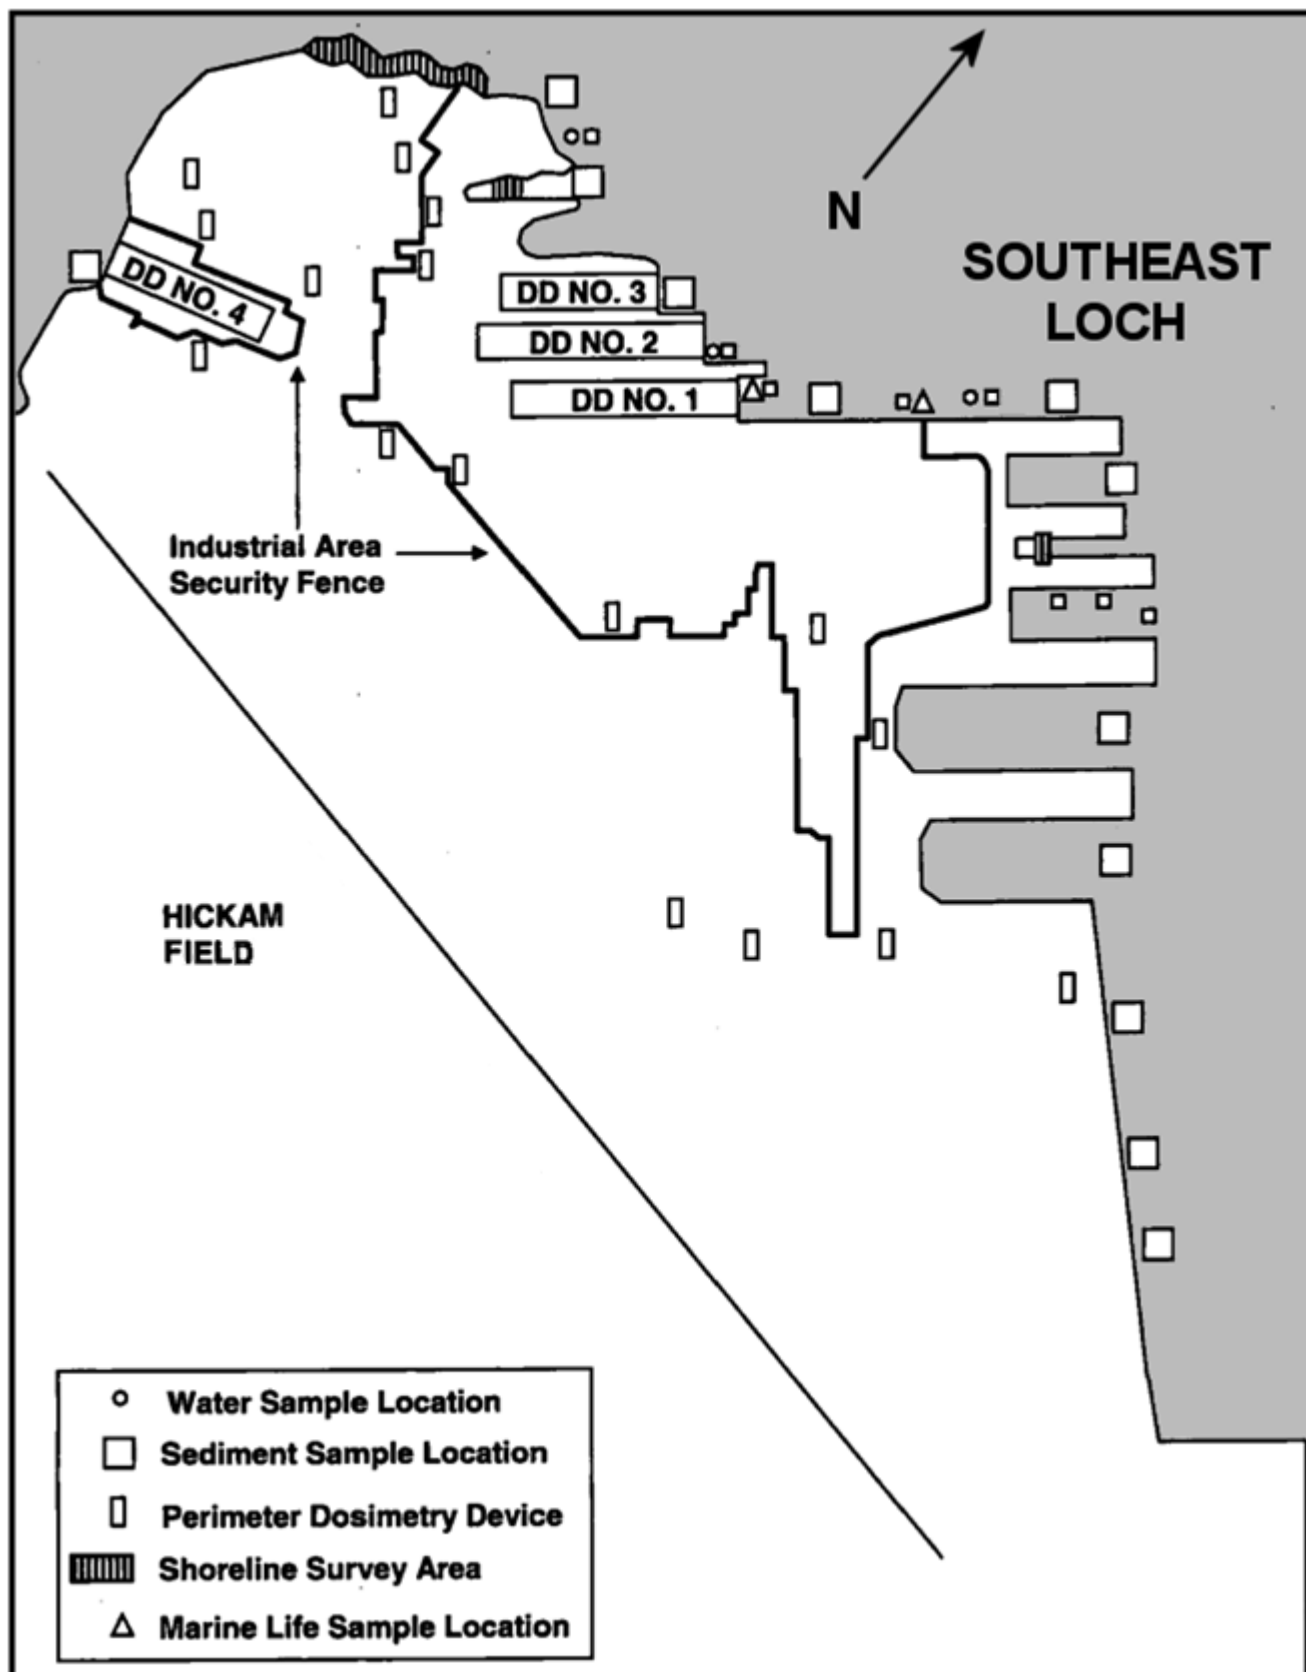 N
SOUTHEAST
LOCH
DD NO. 4
DD NO. 3
DD NO. 2
DD NO. 1
Industrial Area
Security Fence
HICKAM
FIELD
Water Sample Location
Sediment Sample Location
Perimeter Dosimetry Device
Shoreline Survey Area
Marine Life Sample Location